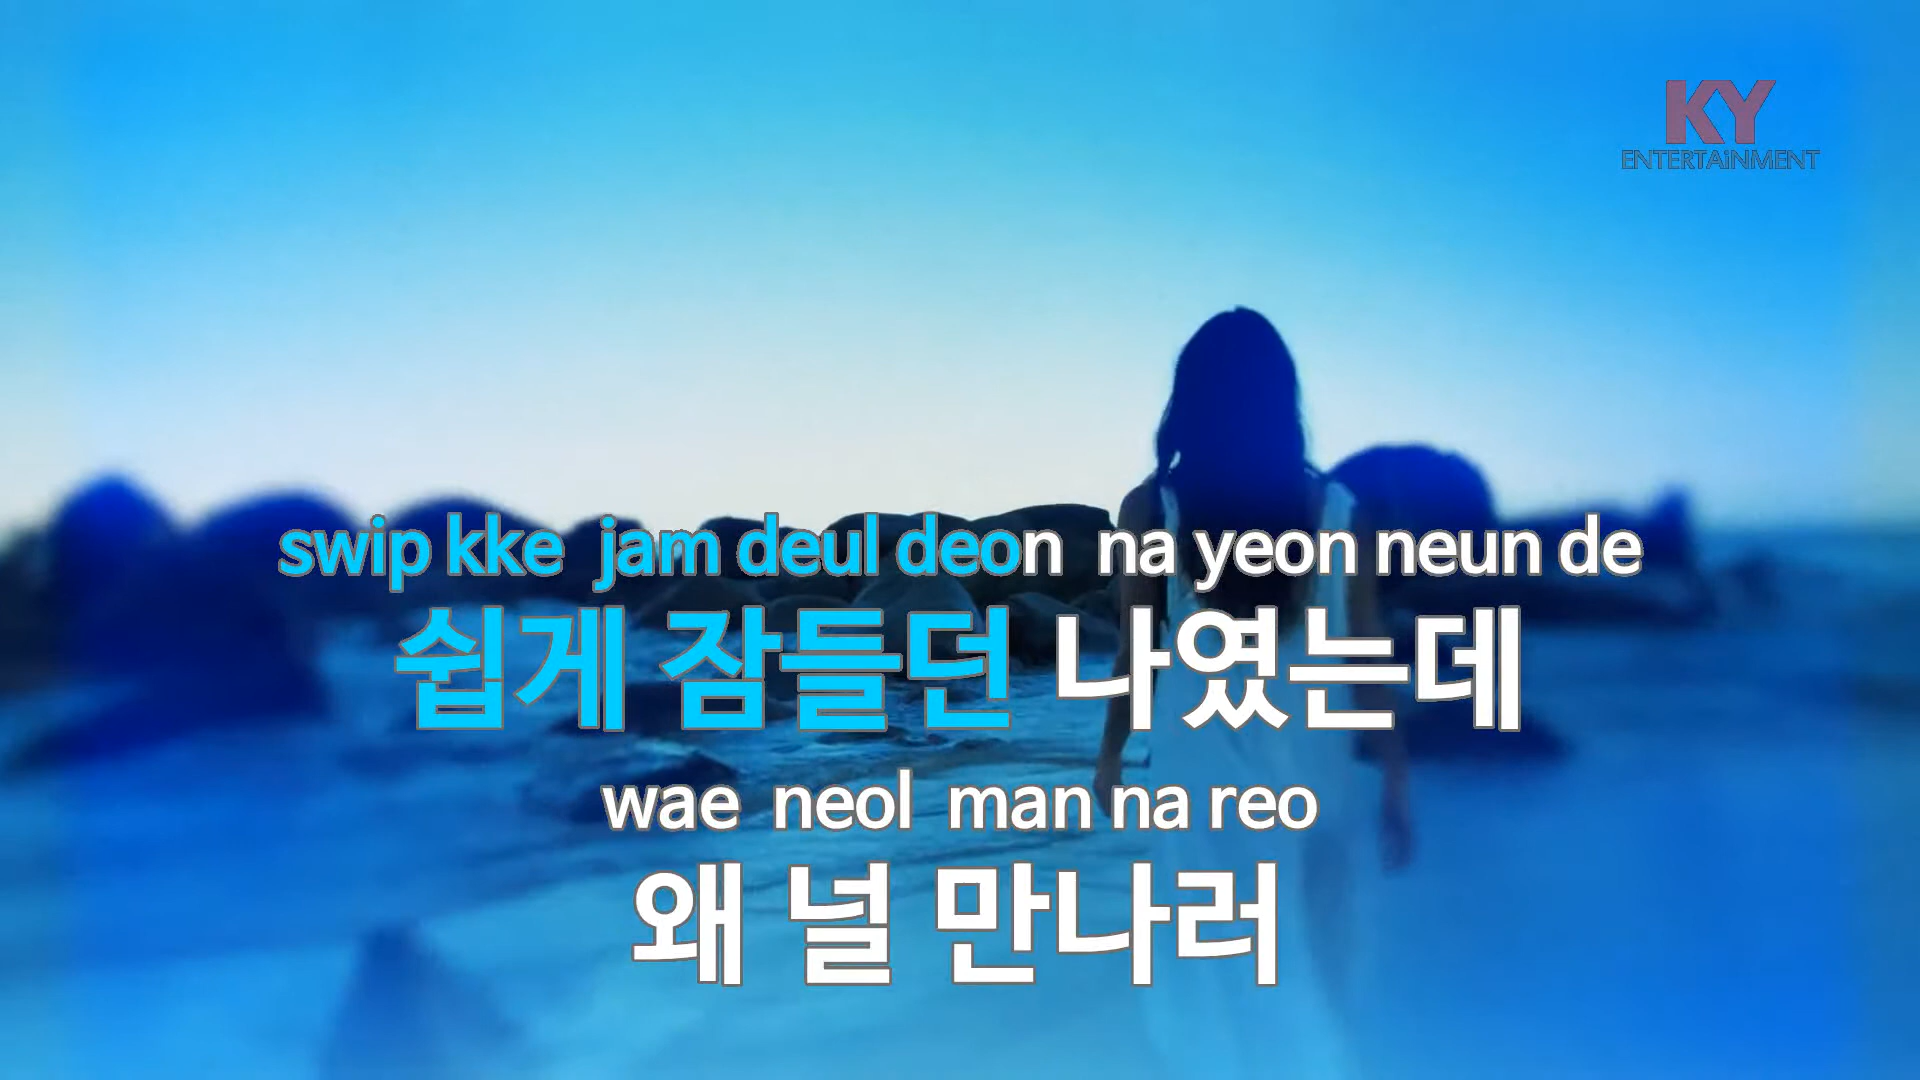 KY
ENTERTAiNMENT
swip kke jam deul deon na yeon neun de
쉽게 잠들던 나였는데
wae neol man na reo
왜 널 만나러